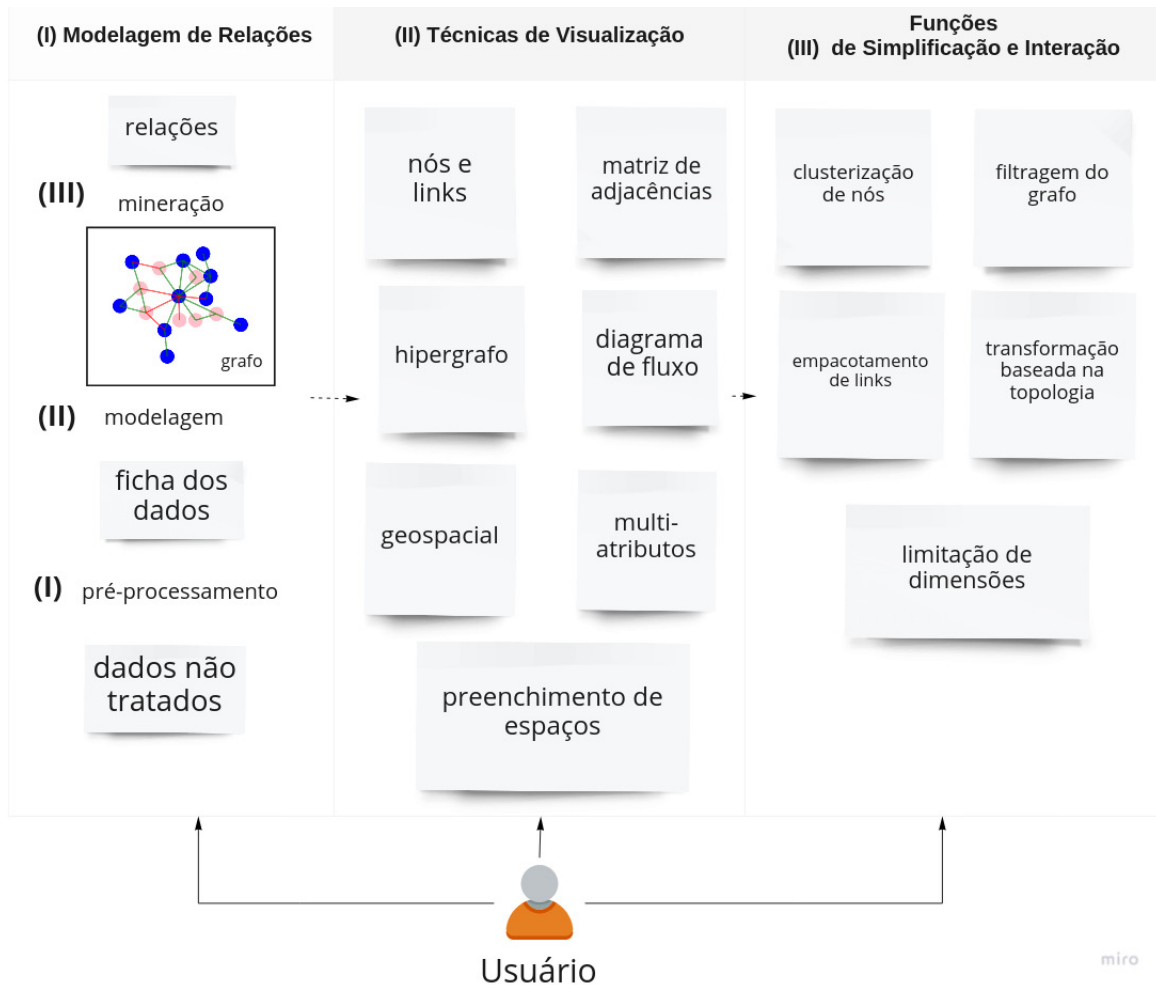 (I) Modelagem de Relações
(II) Técnicas de Visualização
Funções
(III) de Simplificação e Interação
relações
(III)
mineração
grafo
(II)
modelagem
ficha dos
dados
(I)
pré-processamento
dados não
tratados
nós e
links
matriz de
adjacências
hipergrafo
diagrama
de fluxo
geospacial
multi-
atributos
preenchimento de
espaços
clusterização
de nós
filtragem do
grafo
empacotamento
de links
transformação
baseada na
topologia
limitação de
dimensões
Usuário
miro